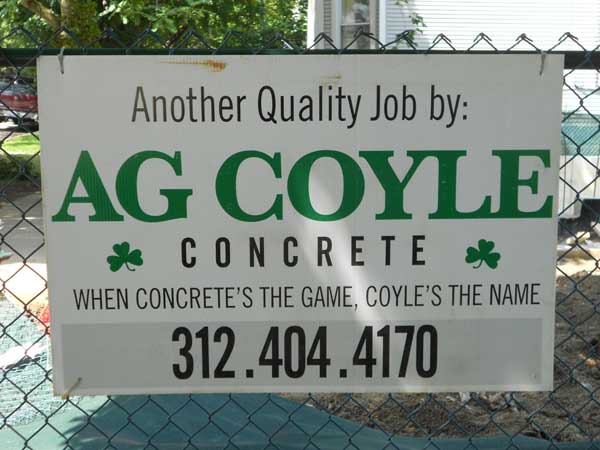 Another Quality Job by:
AG COYLE
CONCRETE
WHEN CONCRETE'S THE GAME, COYLE'S THE NAME
312.404.4170